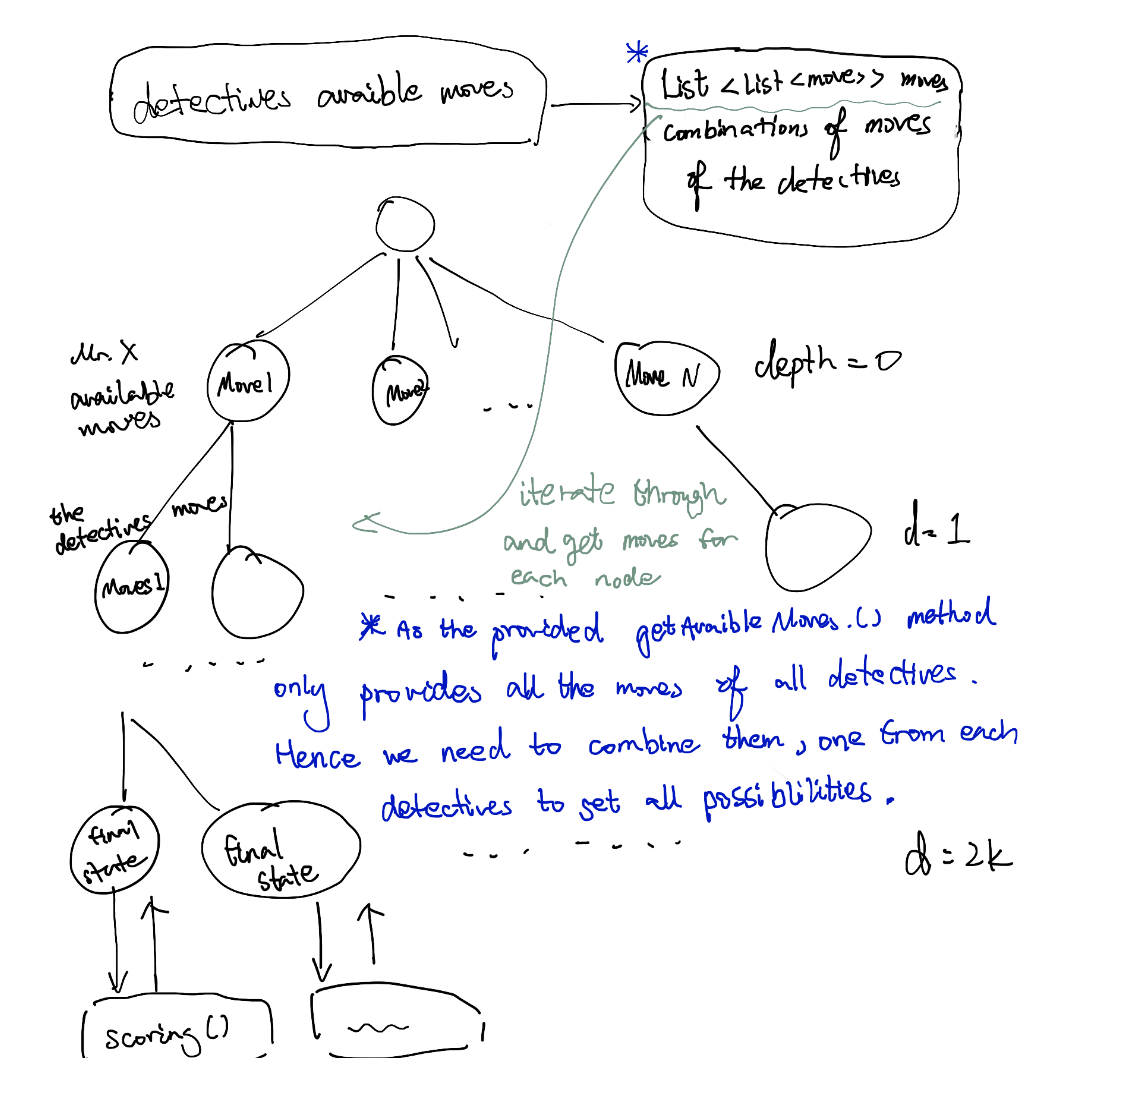 detectives avaible moves
* List <List <moves>> moves
combinations of moves
of the detectives
Mr. X
available
moves
Move1
Move2
Move N
depth = 0
the
detectives moves
iterate through
and get moves for
each node
d= 1
Moves1
* As the provided getAvaibleMoves.() method
only provides all the moves of all detectives.
Hence we need to combine them, one from each
detectives to get all possiblilities.
final
state
final
state
d = 2k
scoring()